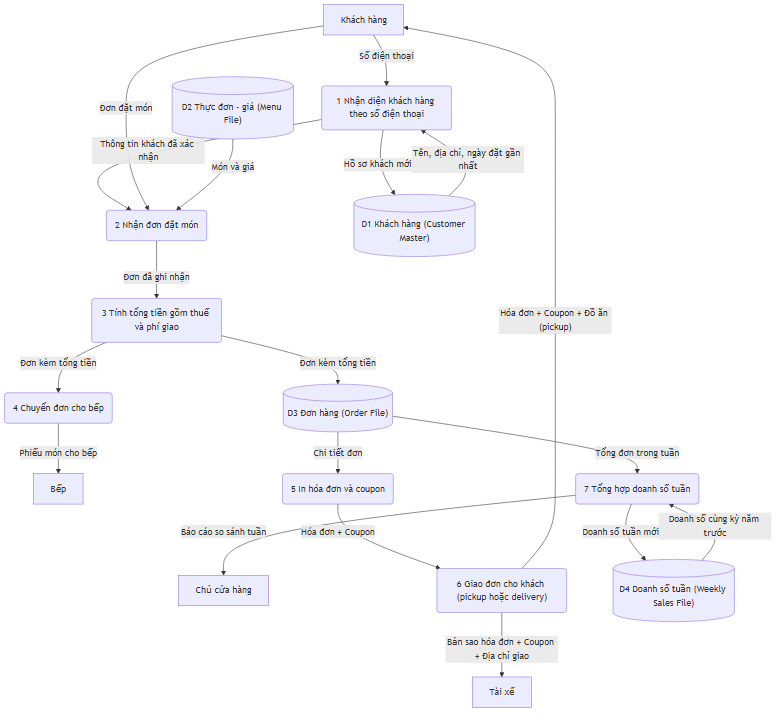 Khách hàng
Số điện thoại
Đơn đặt món
D2 Thực đơn - giá (Menu
File)
1 Nhận diện khách hàng
theo số điện thoại
Thông tin khách đã xác
nhận
Món và giá
Hồ sơ khách mới
Tên, địa chỉ, ngày đặt gần
nhất
2 Nhận đơn đặt món
D1 Khách hàng (Customer
Master)
Đơn đã ghi nhận
3 Tính tổng tiền gồm thuế
và phí giao
Hóa đơn + Coupon + Đồ ăn
(pickup)
Đơn kèm tổng tiền
Đơn kèm tổng tiền
4 Chuyển đơn cho bếp
D3 Đơn hàng (Order File)
Phiếu món cho bếp
Chi tiết đơn
Tổng đơn trong tuần
Bếp
5 In hóa đơn và coupon
7 Tổng hợp doanh số tuần
Báo cáo so sánh tuần
Hóa đơn + Coupon
Doanh số tuần mới
Doanh số cùng kỳ năm
trước
Chủ cửa hàng
6 Giao đơn cho khách
(pickup hoặc delivery)
D4 Doanh số tuần (Weekly
Sales File)
Bản sao hóa đơn + Coupon
+ Địa chỉ giao
Tài xế